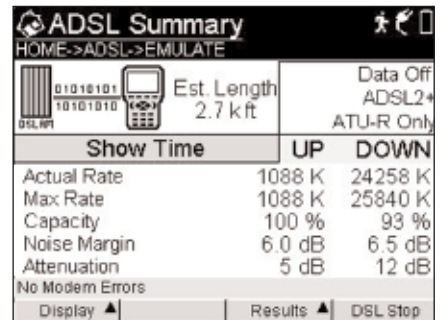 ADSL Summary
HOME->ADSL->EMULATE
01010101
10101010
DSLAM
Est. Length
2.7 k ft
Data Off
ADSL2+
ATU-R Only
Show Time UP DOWN
Actual Rate 1088 K 24258 K
Max Rate 1088 K 25840 K
Capacity 100 % 93 %
Noise Margin 6.0 dB 6.5 dB
Attenuation 5 dB 12 dB
No Modem Errors
Display ▲ Results ▲ DSL Stop